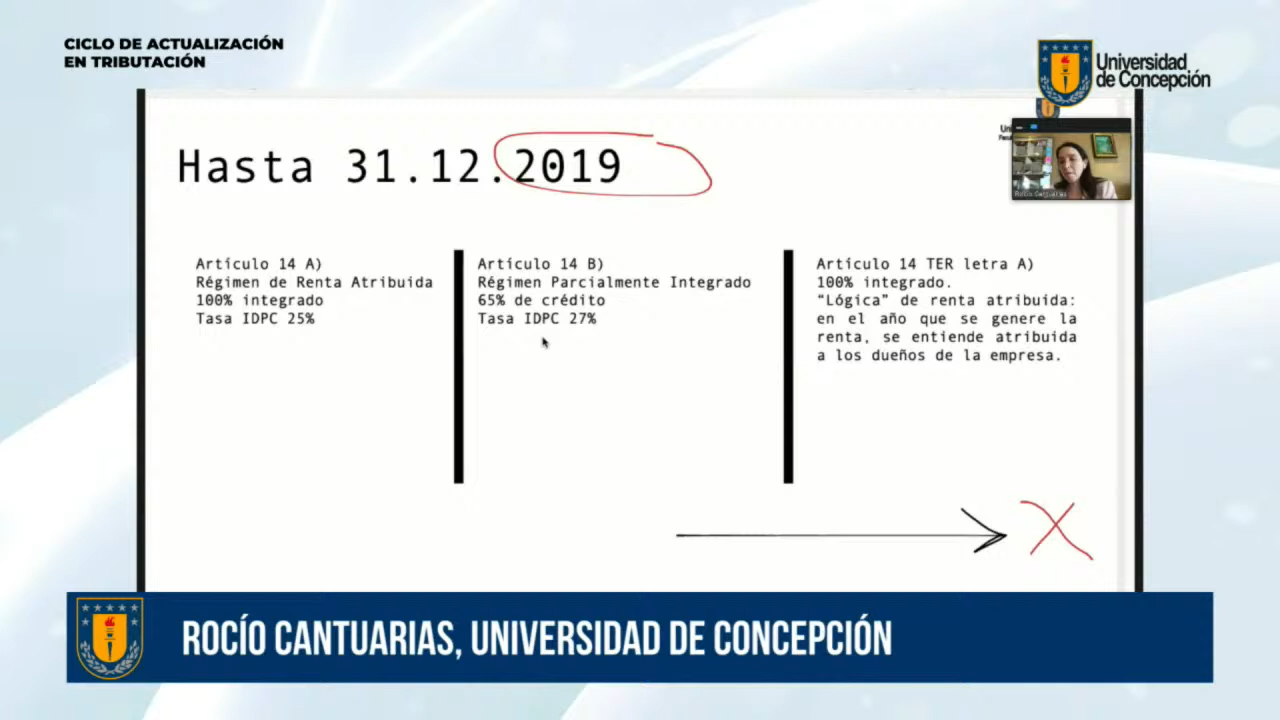 CICLO DE ACTUALIZACIÓN
EN TRIBUTACIÓN
Universidad
de Concepción
Hasta 31.12.2019
Rocío Cantuarias
Artículo 14 A)
Régimen de Renta Atribuida
100% integrado
Tasa IDPC 25%
Artículo 14 B)
Régimen Parcialmente Integrado
65% de crédito
Tasa IDPC 27%
Artículo 14 TER letra A)
100% integrado.
“Lógica” de renta atribuida:
en el año que se genere la
renta, se entiende atribuida
a los dueños de la empresa.
X
ROCÍO CANTUARIAS, UNIVERSIDAD DE CONCEPCIÓN